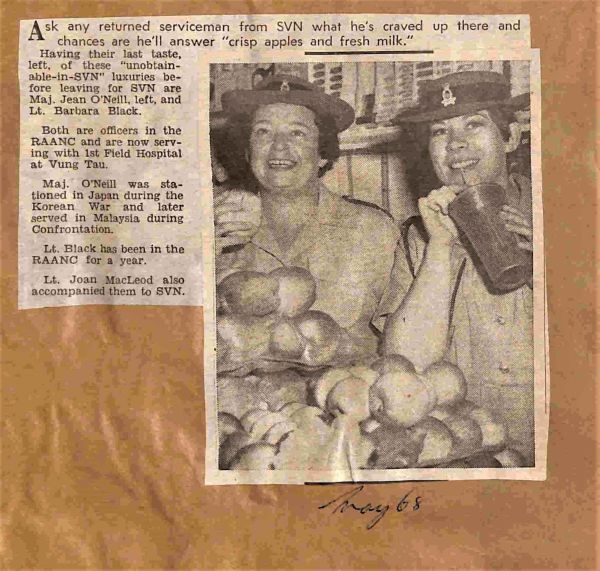 Ask any returned serviceman from SVN what he's craved up there and
chances are he'll answer "crisp apples and fresh milk."
Having their last taste,
left, of these "unobtain-
able-in-SVN" luxuries be-
fore leaving for SVN are
Maj. Jean O'Neill, left, and
Lt. Barbara Black.
Both are officers in the
RAANC and are now serv-
ing with 1st Field Hospital
at Vung Tau.
Maj. O'Neill was sta-
tioned in Japan during the
Korean War and later
served in Malaysia during
Confrontation.
Lt. Black has been in the
RAANC for a year.
Lt. Joan MacLeod also
accompanied them to SVN.
May 68